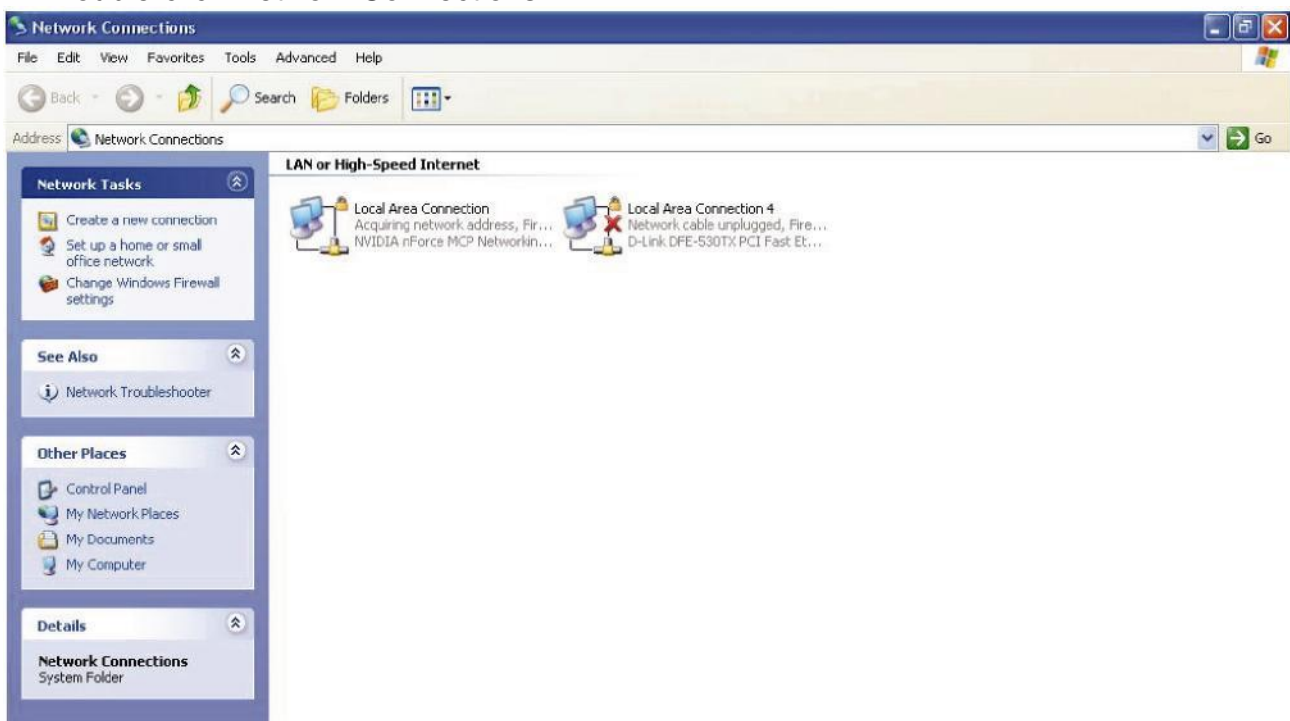 Network Connections
File Edit View Favorites Tools Advanced Help
Back Search Folders
Address Network Connections Go
Network Tasks
Create a new connection
Set up a home or small
office network
Change Windows Firewall
settings
See Also
Network Troubleshooter
Other Places
Control Panel
My Network Places
My Documents
My Computer
Details
Network Connections
System Folder
LAN or High-Speed Internet
Local Area Connection
Acquiring network address, Fir...
NVIDIA nForce MCP Networkin...
Local Area Connection 4
Network cable unplugged, Fire...
D-Link DFE-530TX PCI Fast Et...